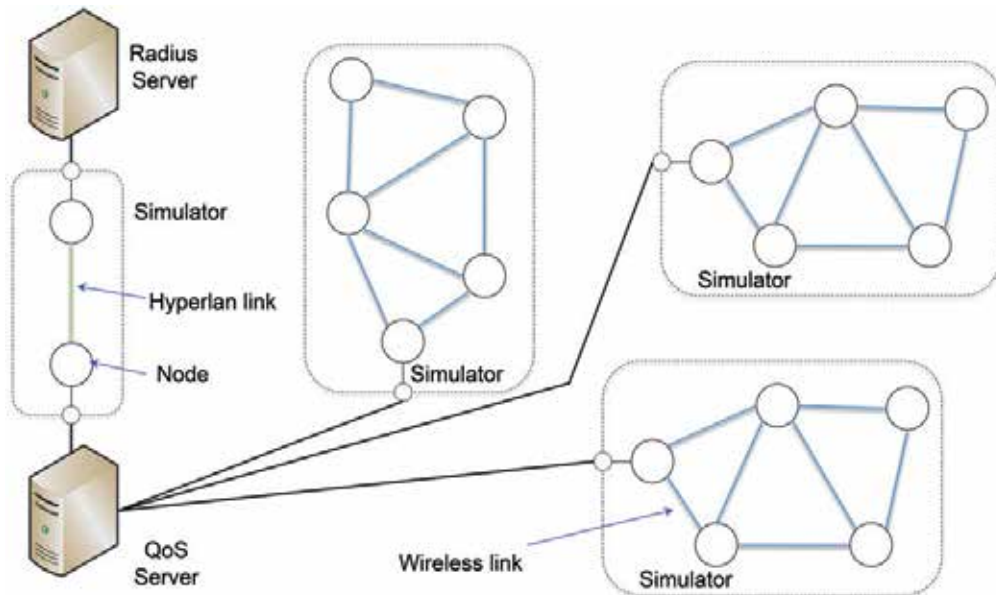 Radius
Server
Simulator
Hyperlan link
Node
QoS
Server
Simulator
Simulator
Wireless link
Simulator